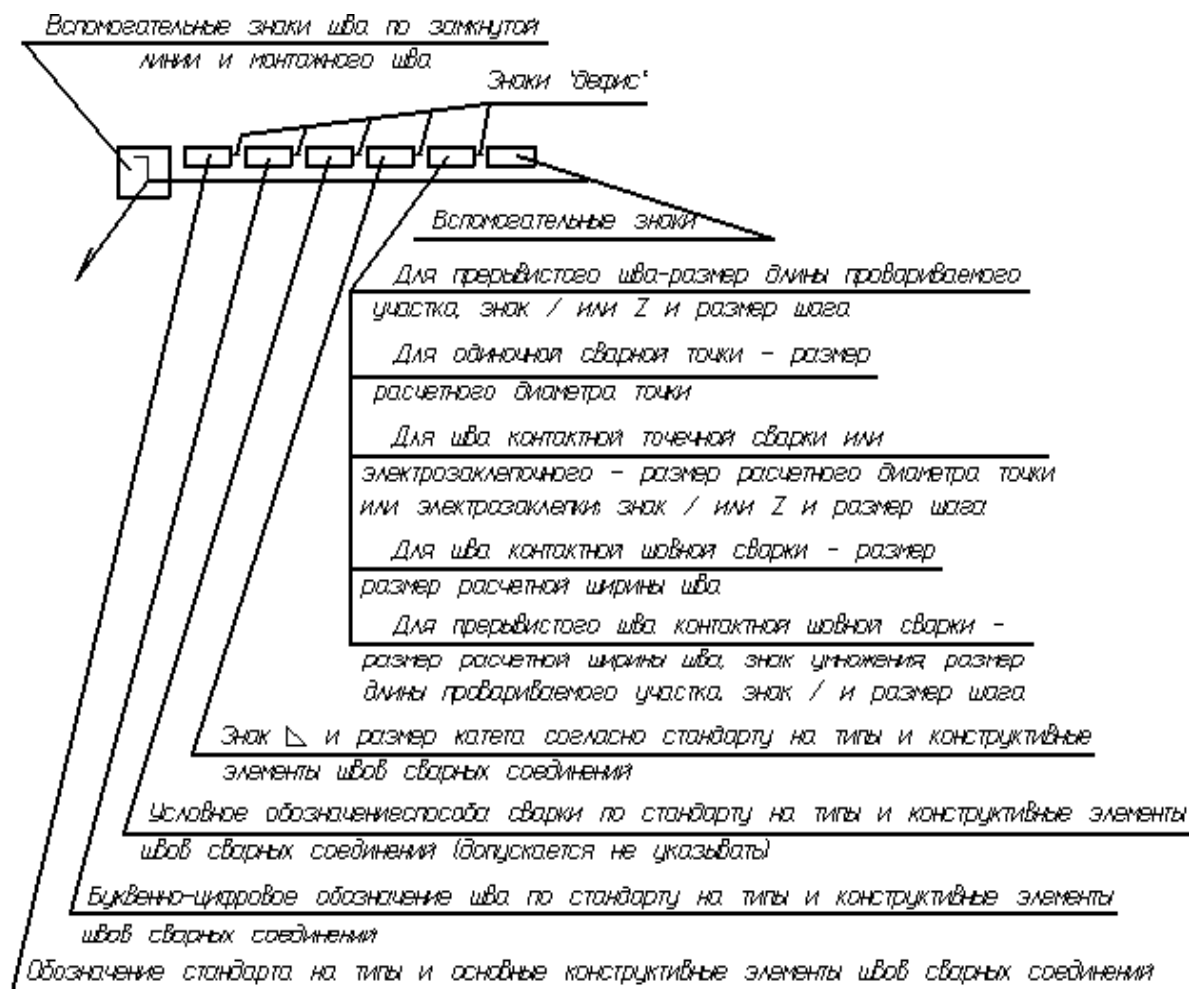 Вспомогательные знаки шва по замкнутой
линии и монтажного шва
Знаки "дефис"
Вспомогательные знаки
Для прерывистого шва-размер длины провариваемого
участка, знак / или Z и размер шага
Для одиночной сварной точки - размер
расчетного диаметра точки
Для шва контактной точечной сварки или
электрозаклепочного - размер расчетного диаметра точки
или электрозаклепки; знак / или Z и размер шага
Для шва контактной шовной сварки - размер
размер расчетной ширины шва
Для прерывистого шва контактной шовной сварки -
размер расчетной ширины шва, знак умножения, размер
длины провариваемого участка, знак / и размер шага
Знак ◺ и размер катета согласно стандарту на типы и конструктивные
элементы швов сварных соединений
Условное обозначениеспособа сварки по стандарту на типы и конструктивные элементы
швов сварных соединений (допускается не указывать)
Буквенно-цифровое обозначение шва по стандарту на типы и конструктивные элементы
швов сварных соединений
Обозначение стандарта на типы и основные конструктивные элементы швов сварных соединений